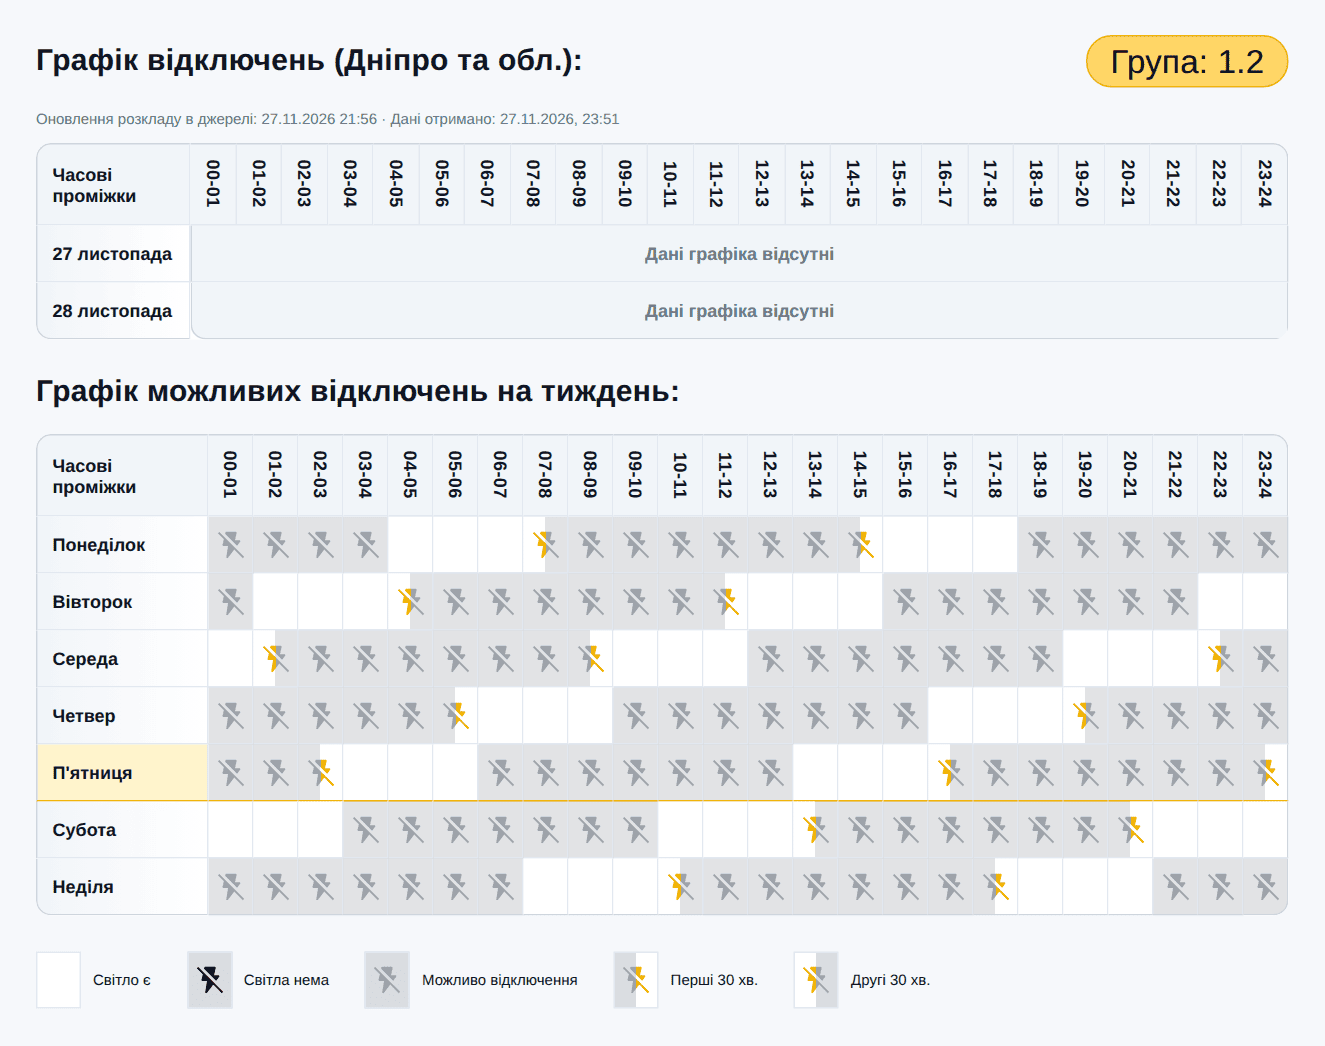 Графік відключень (Дніпро та обл.):
Група: 1.2
Оновлення розкладу в джерелі: 27.11.2026 21:56 · Дані отримано: 27.11.2026, 23:51
Часові проміжки 00-01 01-02 02-03 03-04 04-05 05-06 06-07 07-08 08-09 09-10 10-11 11-12 12-13 13-14 14-15 15-16 16-17 17-18 18-19 19-20 20-21 21-22 22-23 23-24
27 листопада Дані графіка відсутні
28 листопада Дані графіка відсутні
Графік можливих відключень на тиждень:
Часові проміжки 00-01 01-02 02-03 03-04 04-05 05-06 06-07 07-08 08-09 09-10 10-11 11-12 12-13 13-14 14-15 15-16 16-17 17-18 18-19 19-20 20-21 21-22 22-23 23-24
Понеділок
Вівторок
Середа
Четвер
П'ятниця
Субота
Неділя
Світло є Світла нема Можливо відключення Перші 30 хв. Другі 30 хв.